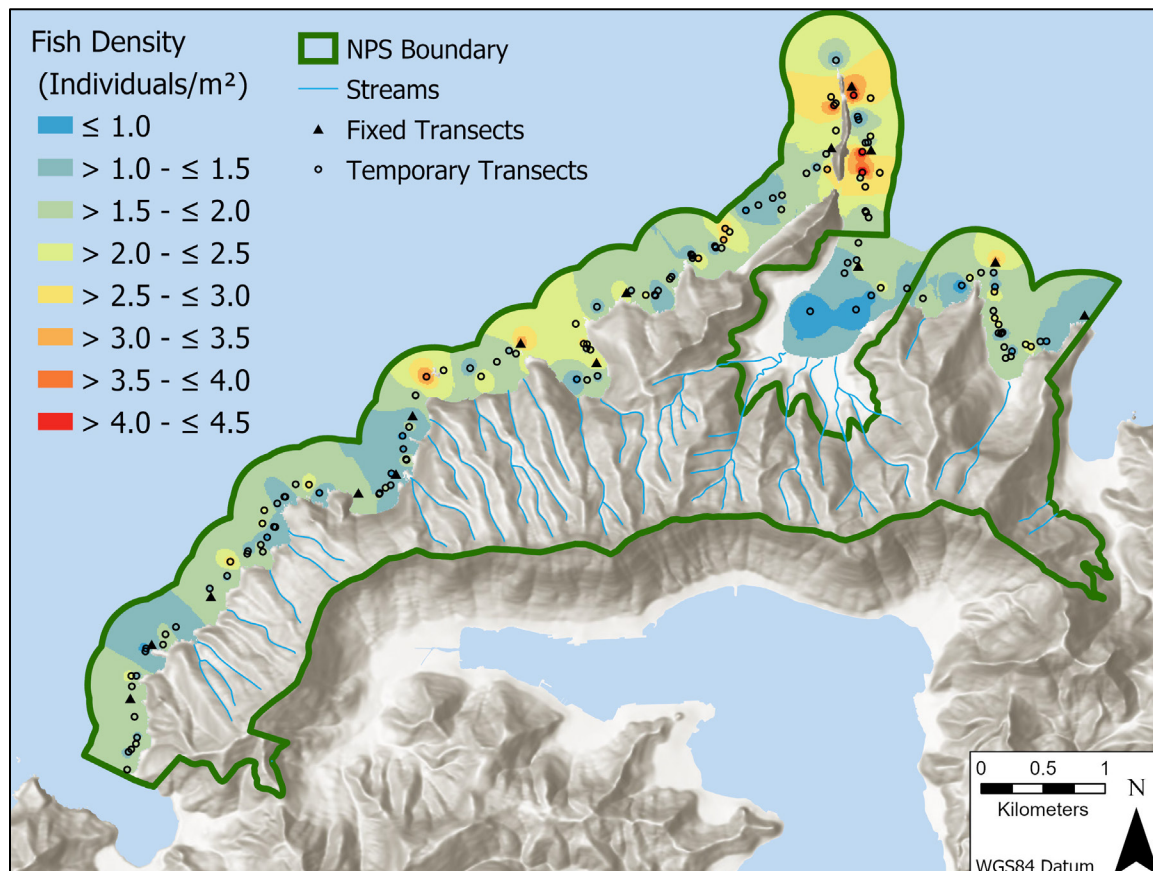 Fish Density
(Individuals/m²)
≤ 1.0
> 1.0 - ≤ 1.5
> 1.5 - ≤ 2.0
> 2.0 - ≤ 2.5
> 2.5 - ≤ 3.0
> 3.0 - ≤ 3.5
> 3.5 - ≤ 4.0
> 4.0 - ≤ 4.5
NPS Boundary
Streams
Fixed Transects
Temporary Transects
0 0.5 1
Kilometers
N
WGS84 Datum